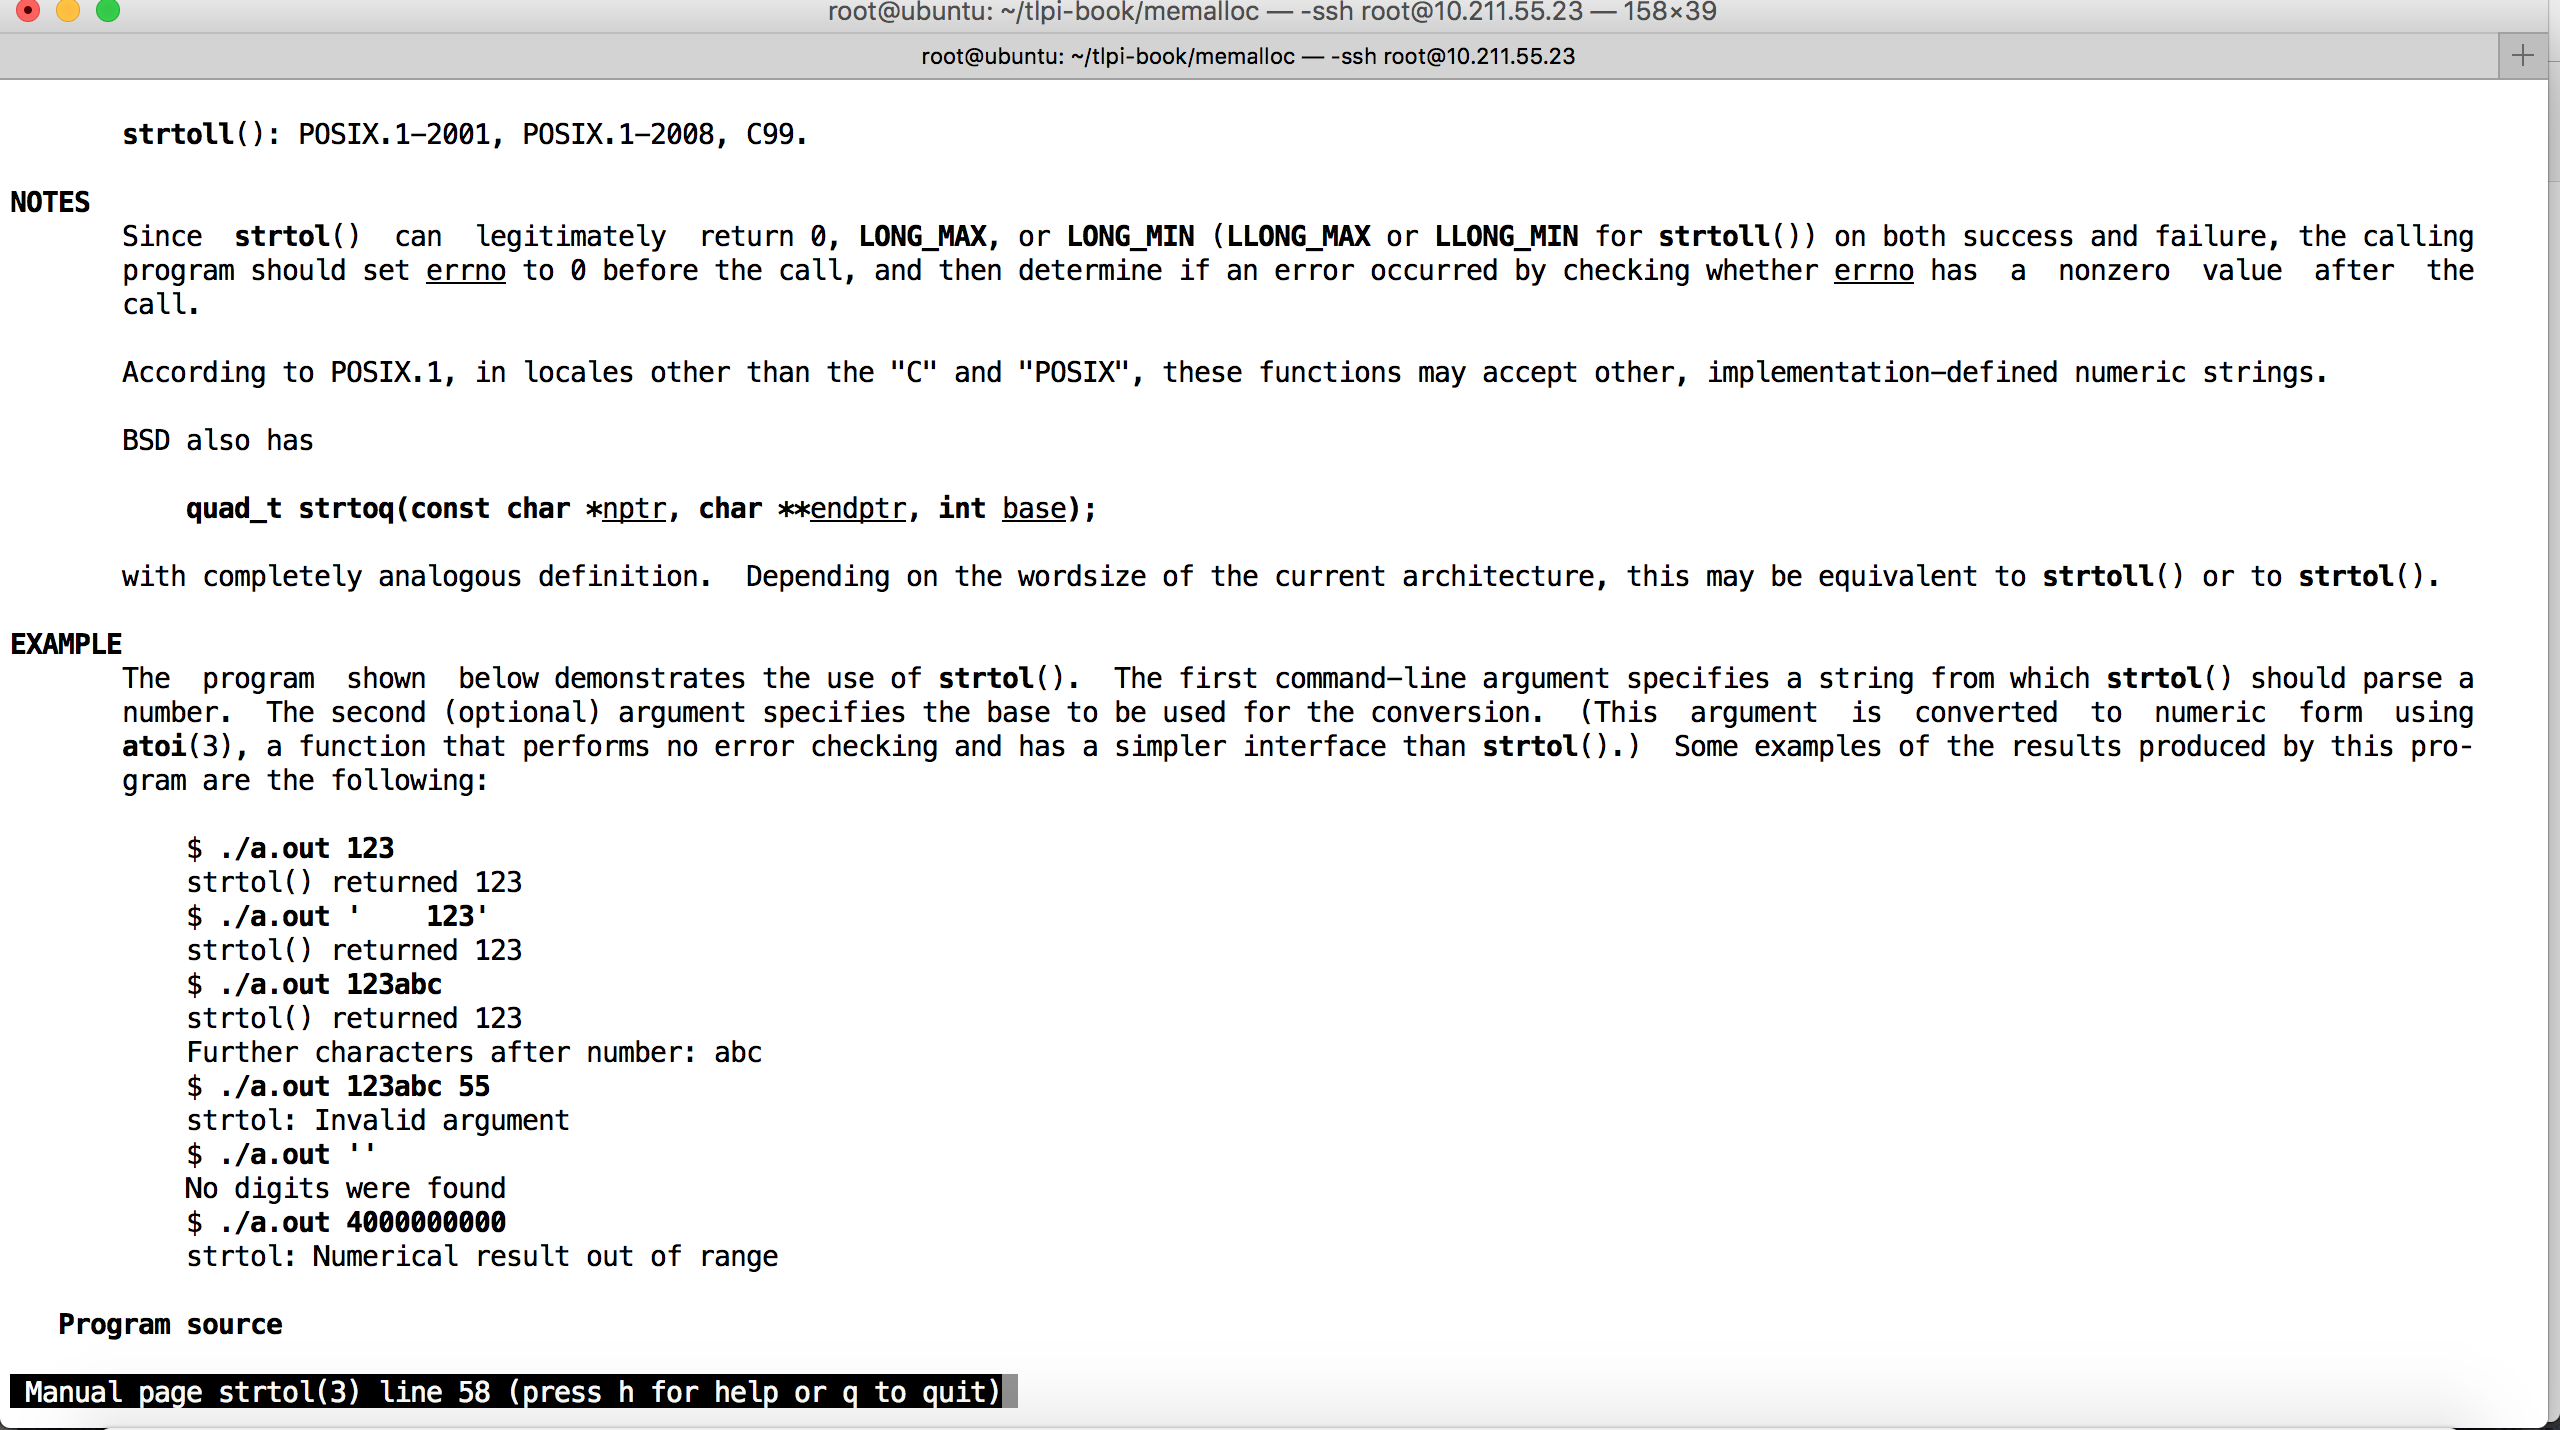 root@ubuntu: ~/tlpi-book/memalloc — -ssh root@10.211.55.23 — 158×39
root@ubuntu: ~/tlpi-book/memalloc — -ssh root@10.211.55.23
strtoll(): POSIX.1-2001, POSIX.1-2008, C99.
NOTES
Since strtol() can legitimately return 0, LONG_MAX, or LONG_MIN (LLONG_MAX or LLONG_MIN for strtoll()) on both success and failure, the calling
program should set errno to 0 before the call, and then determine if an error occurred by checking whether errno has a nonzero value after the
call.
According to POSIX.1, in locales other than the "C" and "POSIX", these functions may accept other, implementation-defined numeric strings.
BSD also has
quad_t strtoq(const char *nptr, char **endptr, int base);
with completely analogous definition. Depending on the wordsize of the current architecture, this may be equivalent to strtoll() or to strtol().
EXAMPLE
The program shown below demonstrates the use of strtol(). The first command-line argument specifies a string from which strtol() should parse a
number. The second (optional) argument specifies the base to be used for the conversion. (This argument is converted to numeric form using
atoi(3), a function that performs no error checking and has a simpler interface than strtol().) Some examples of the results produced by this pro-
gram are the following:
$ ./a.out 123
strtol() returned 123
$ ./a.out '    123'
strtol() returned 123
$ ./a.out 123abc
strtol() returned 123
Further characters after number: abc
$ ./a.out 123abc 55
strtol: Invalid argument
$ ./a.out ''
No digits were found
$ ./a.out 4000000000
strtol: Numerical result out of range
Program source
Manual page strtol(3) line 58 (press h for help or q to quit)